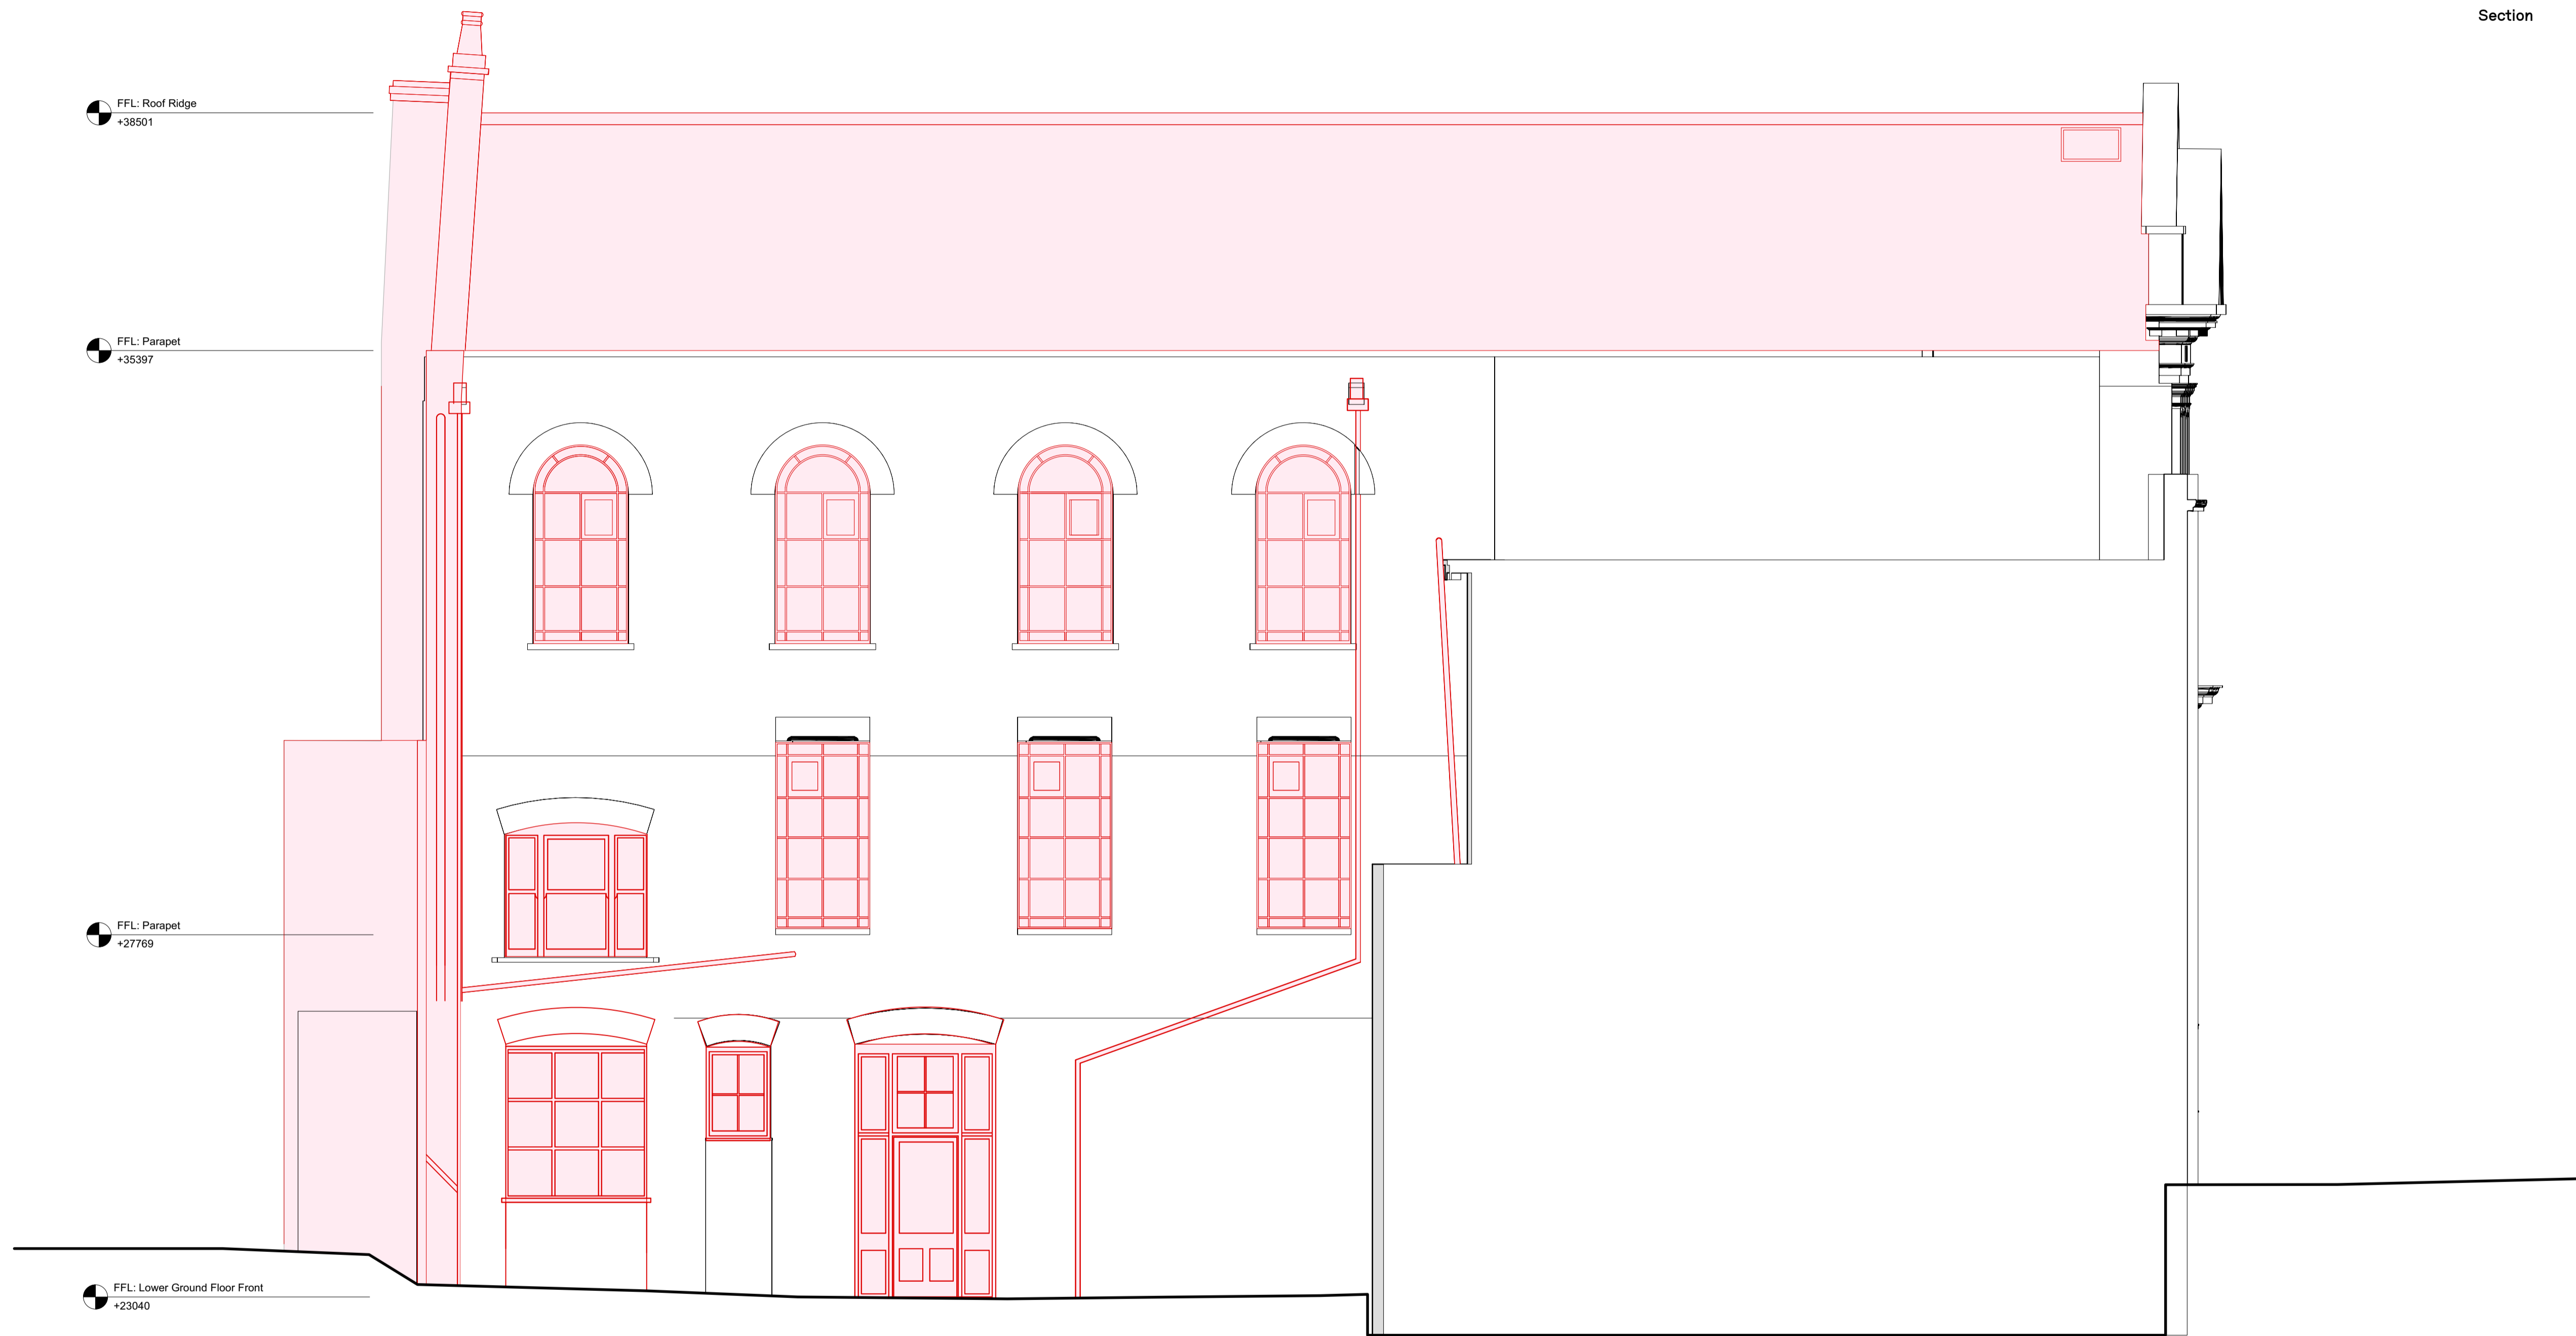 Section
FFL: Roof Ridge
+38501
FFL: Parapet
+35397
FFL: Parapet
+27769
FFL: Lower Ground Floor Front
+23040